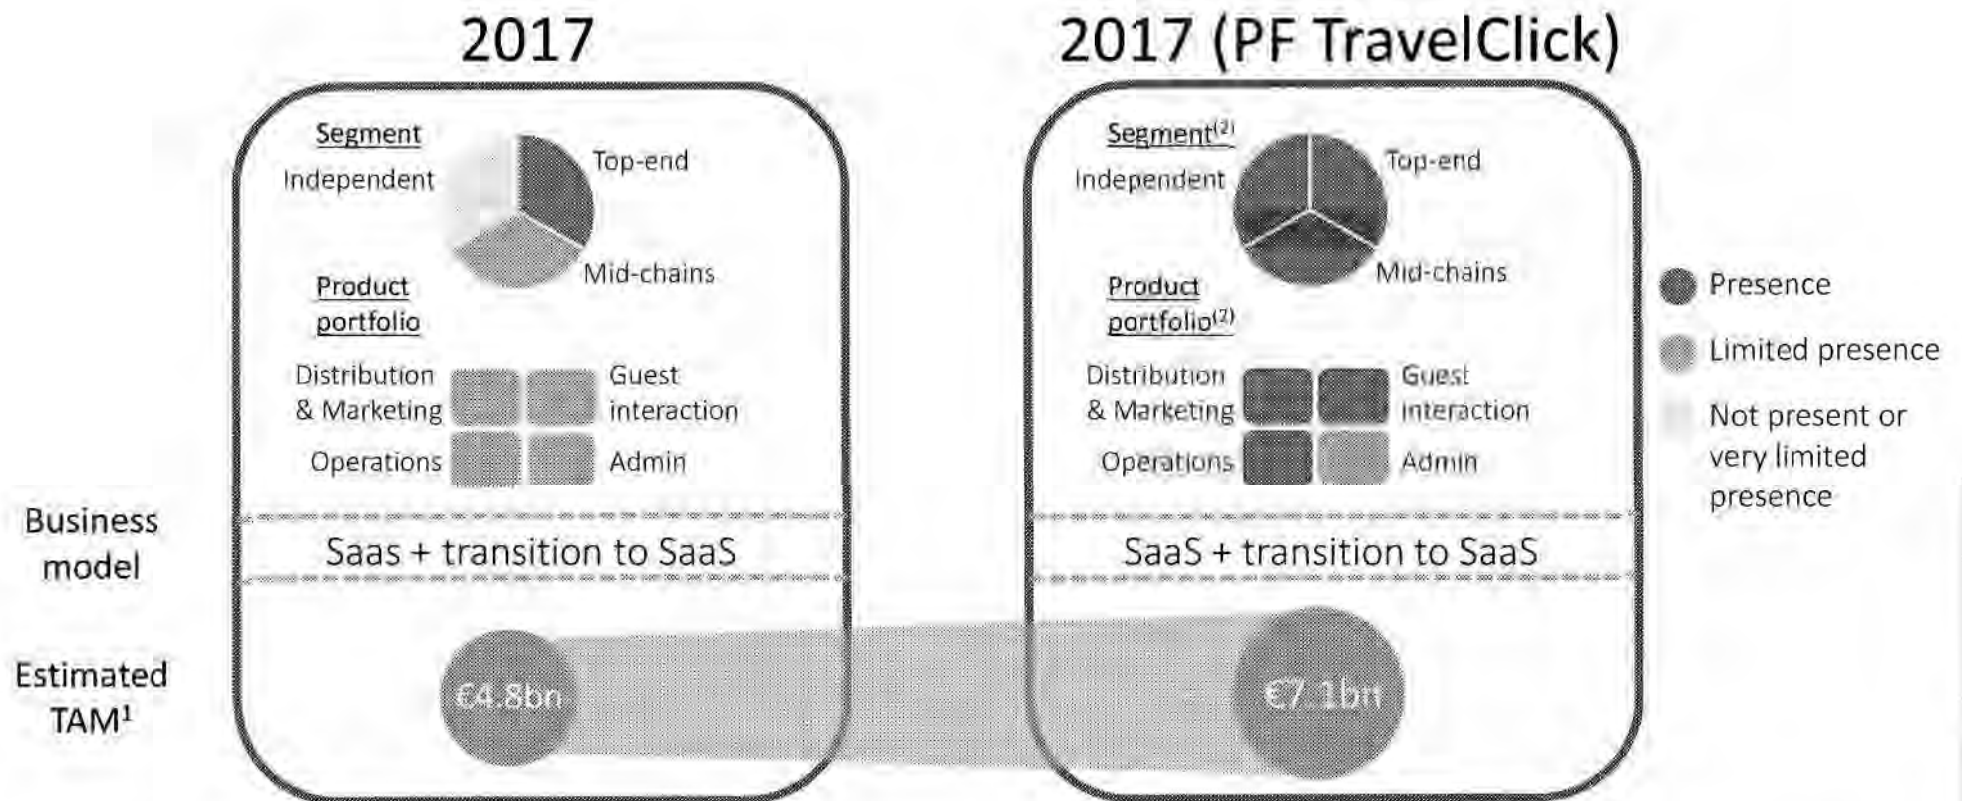 2017
Segment
Independent
Top-end
Mid-chains
Product
portfolio
Distribution
& Marketing
Guest
interaction
Operations
Admin
2017 (PF TravelClick)
Segment(2)
Independent
Top-end
Mid-chains
Product
portfolio(2)
Distribution
& Marketing
Guest
interaction
Operations
Admin
Presence
Limited presence
Not present or
very limited
presence
Business
model
Saas + transition to SaaS
SaaS + transition to SaaS
Estimated
TAM¹
€4.8bn
€7.1bn